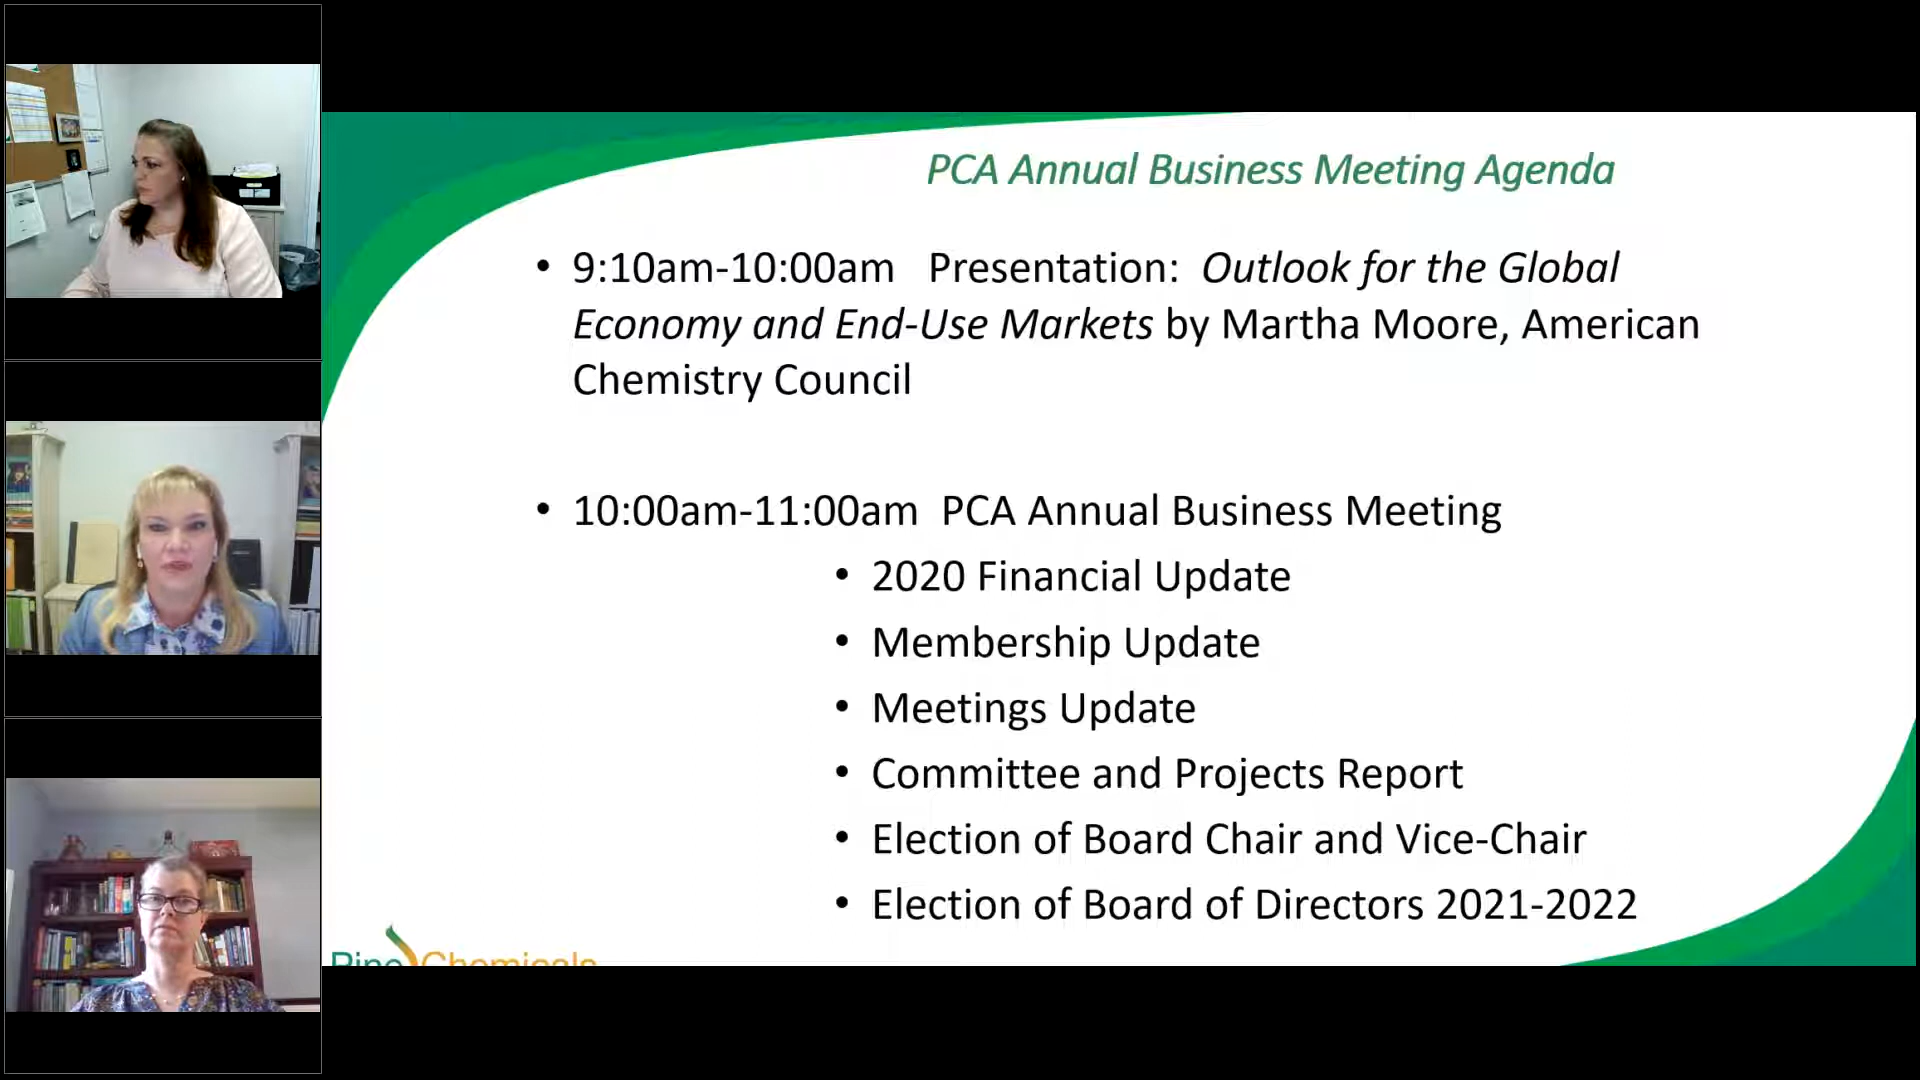 PCA Annual Business Meeting Agenda
• 9:10am-10:00am Presentation: Outlook for the Global
Economy and End-Use Markets by Martha Moore, American
Chemistry Council
• 10:00am-11:00am PCA Annual Business Meeting
• 2020 Financial Update
• Membership Update
• Meetings Update
• Committee and Projects Report
• Election of Board Chair and Vice-Chair
• Election of Board of Directors 2021-2022
Pine Chemicals